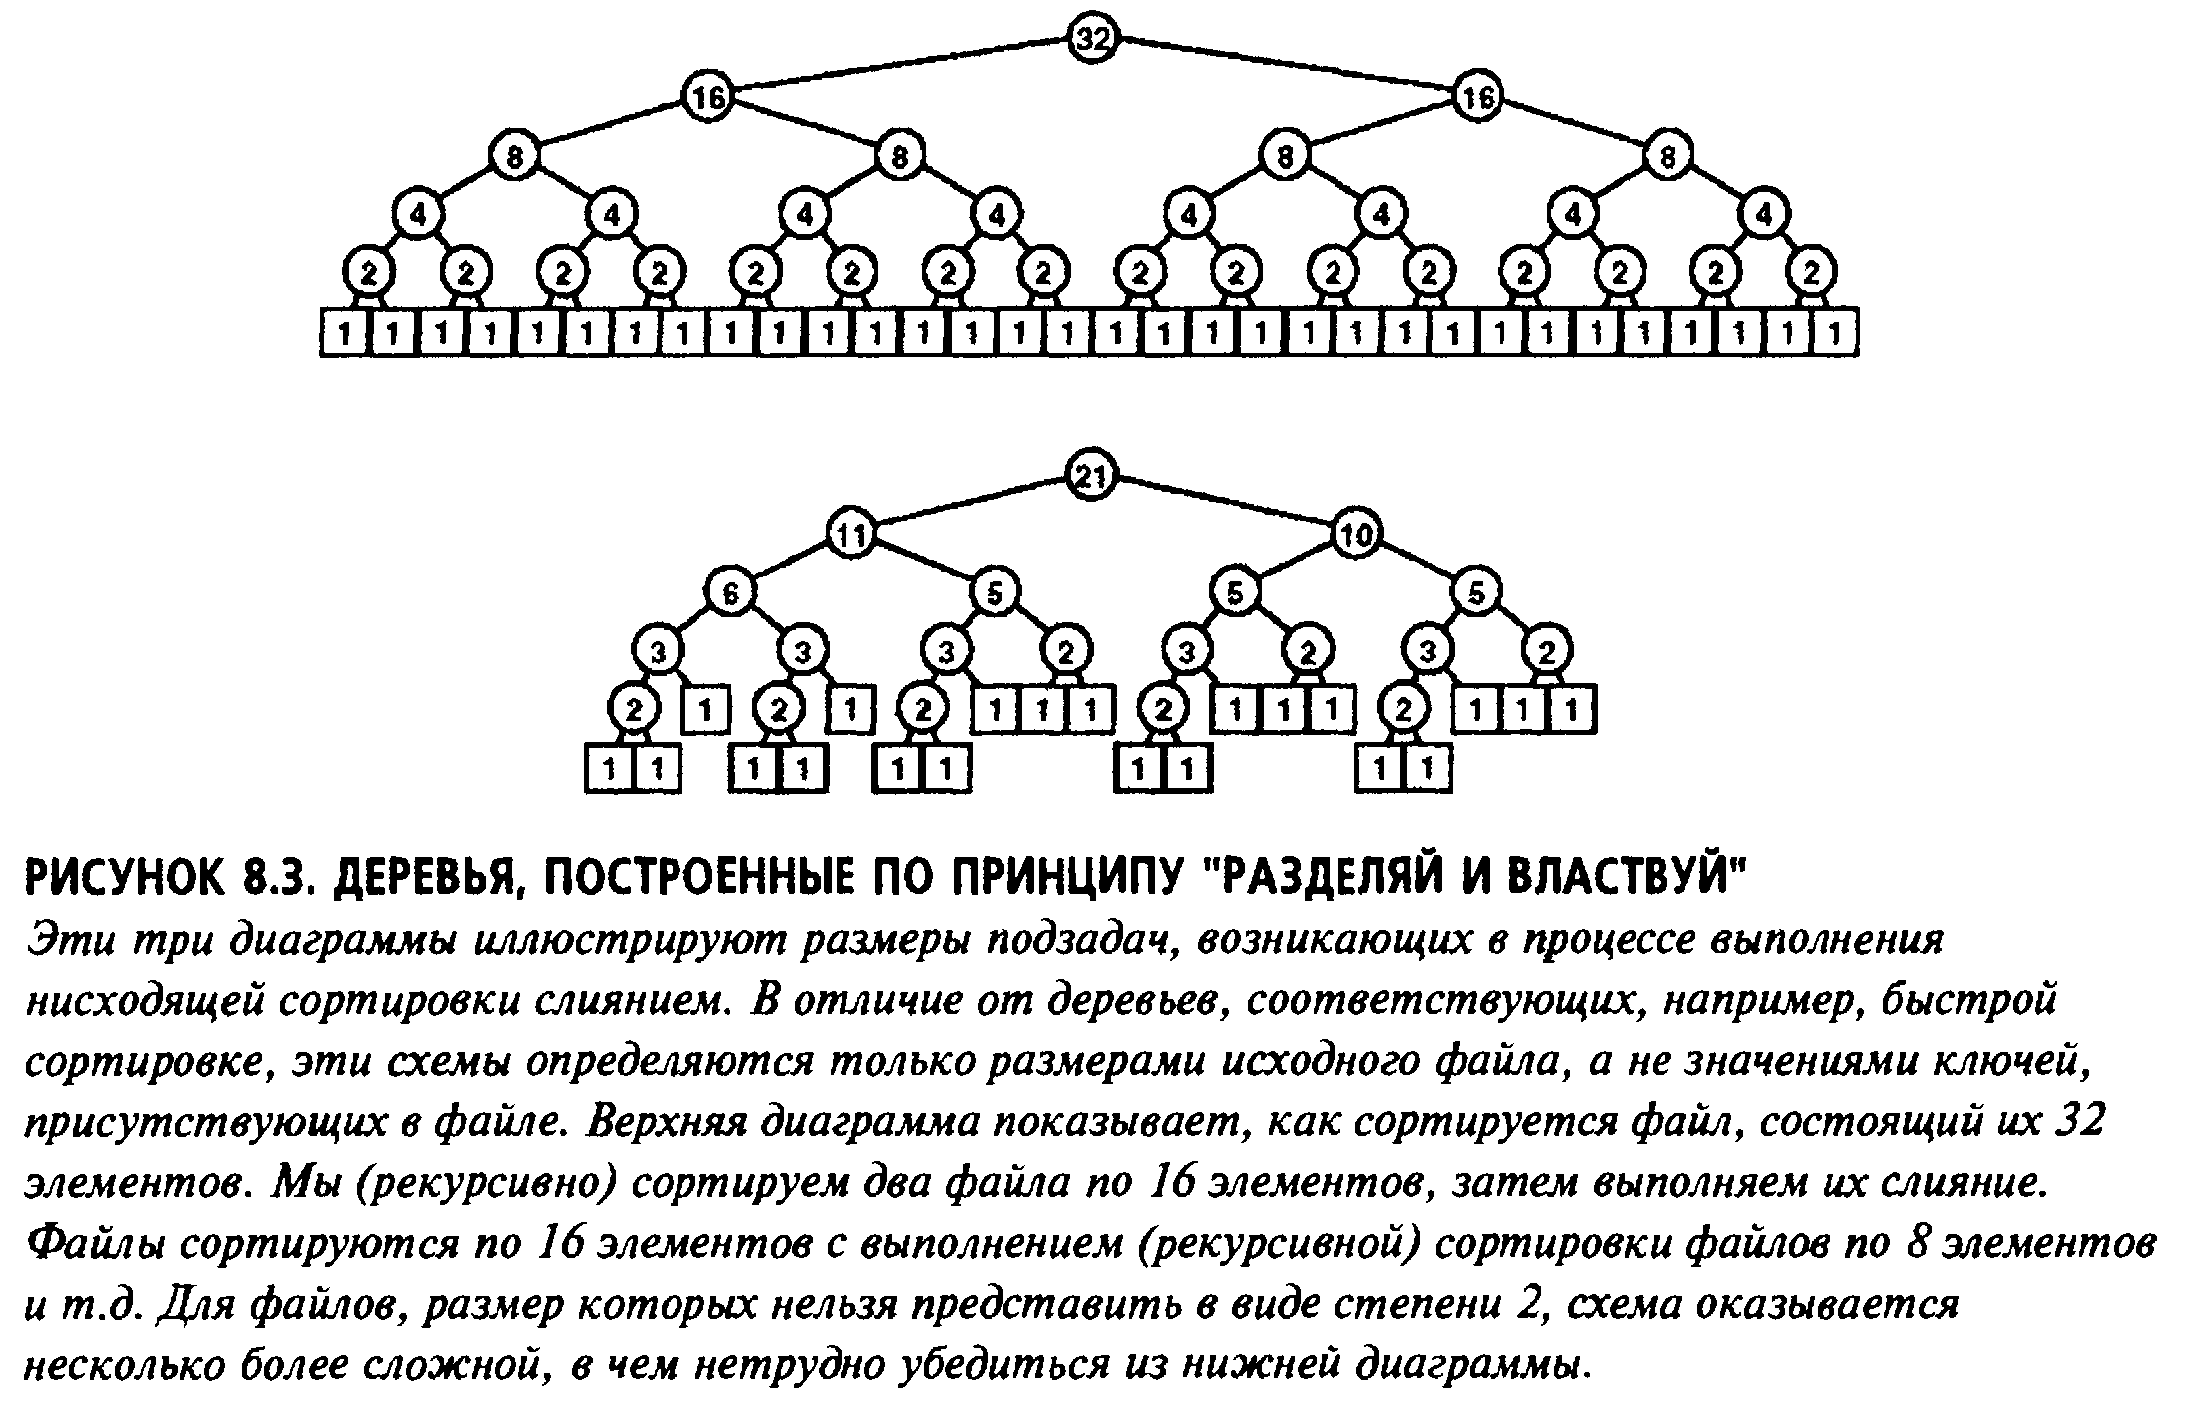 32
16 16
8 8 8 8
4 4 4 4 4 4 4 4
2 2 2 2 2 2 2 2 2 2 2 2 2 2 2 2
1 1 1 1 1 1 1 1 1 1 1 1 1 1 1 1 1 1 1 1 1 1 1 1 1 1 1 1 1 1 1 1
21
11 10
6 5 5 5
3 3 3 2 3 2 3 2
2 1 2 1 2 1 1 1 2 1 1 1 2 1 1 1
1 1 1 1 1 1 1 1 1 1
РИСУНОК 8.3. ДЕРЕВЬЯ, ПОСТРОЕННЫЕ ПО ПРИНЦИПУ "РАЗДЕЛЯЙ И ВЛАСТВУЙ"
Эти три диаграммы иллюстрируют размеры подзадач, возникающих в процессе выполнения
нисходящей сортировки слиянием. В отличие от деревьев, соответствующих, например, быстрой
сортировке, эти схемы определяются только размерами исходного файла, а не значениями ключей,
присутствующих в файле. Верхняя диаграмма показывает, как сортируется файл, состоящий их 32
элементов. Мы (рекурсивно) сортируем два файла по 16 элементов, затем выполняем их слияние.
Файлы сортируются по 16 элементов с выполнением (рекурсивной) сортировки файлов по 8 элементов
и т.д. Для файлов, размер которых нельзя представить в виде степени 2, схема оказывается
несколько более сложной, в чем нетрудно убедиться из нижней диаграммы.